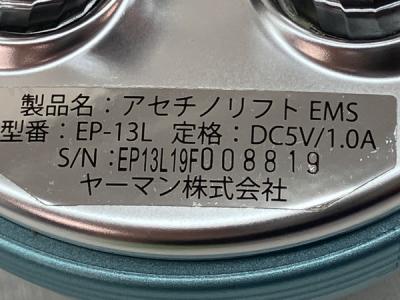 製品名：アセチノリフト EMS
型番：EP-13L 定格：DC5V/1.0A
S/N :EP13L19F008819
ヤーマン株式会社